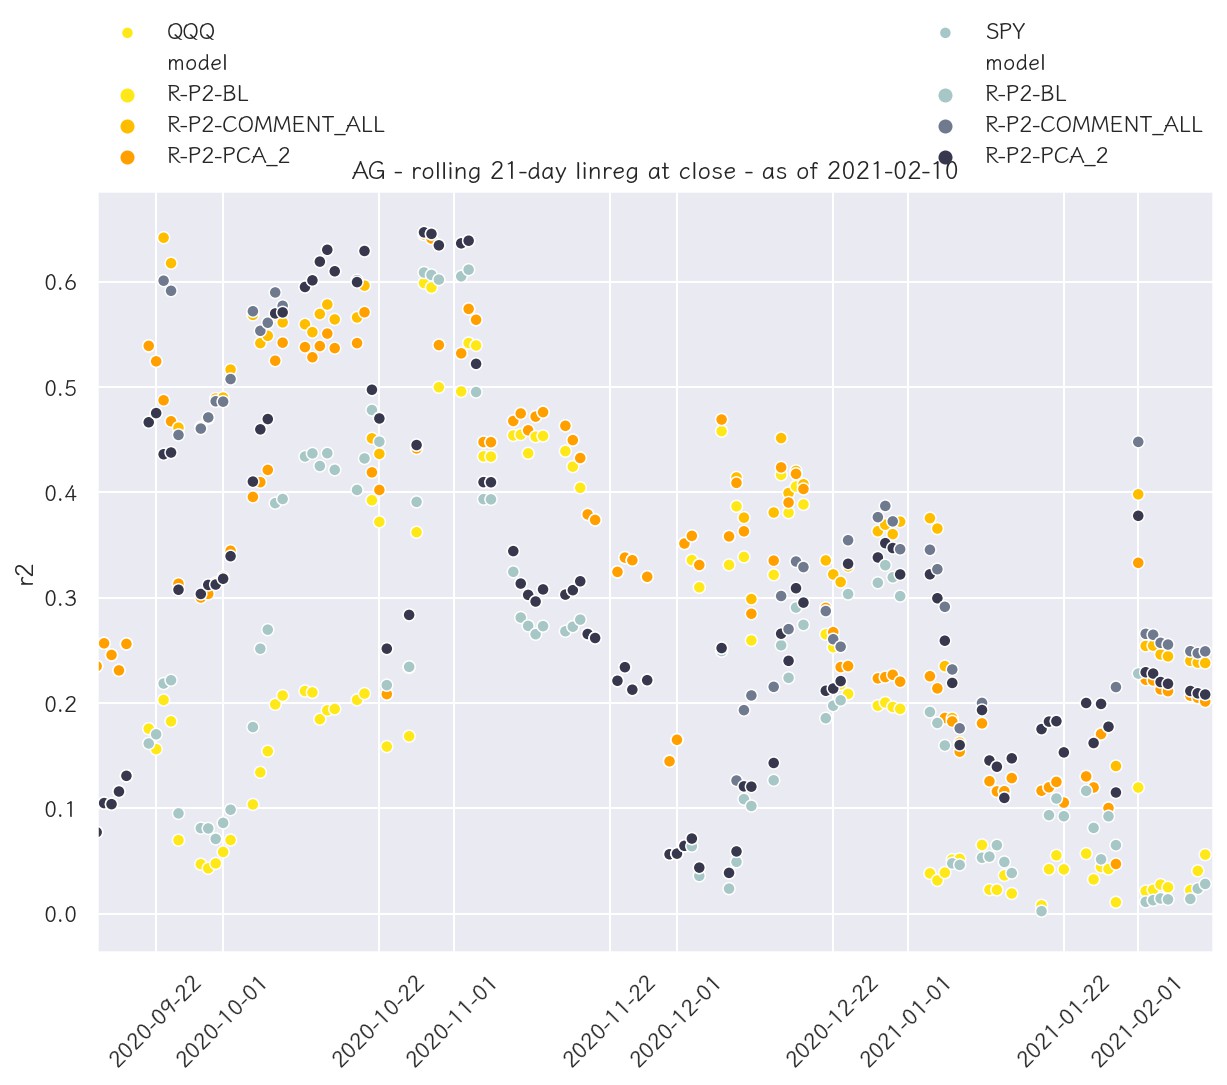 QQQ
model
R-P2-BL
R-P2-COMMENT_ALL
R-P2-PCA_2
SPY
model
R-P2-BL
R-P2-COMMENT_ALL
R-P2-PCA_2
AG - rolling 21-day linreg at close - as of 2021-02-10
r2
0.6
0.5
0.4
0.3
0.2
0.1
0.0
2020-09-22
2020-10-01
2020-10-22
2020-11-01
2020-11-22
2020-12-01
2020-12-22
2021-01-01
2021-01-22
2021-02-01